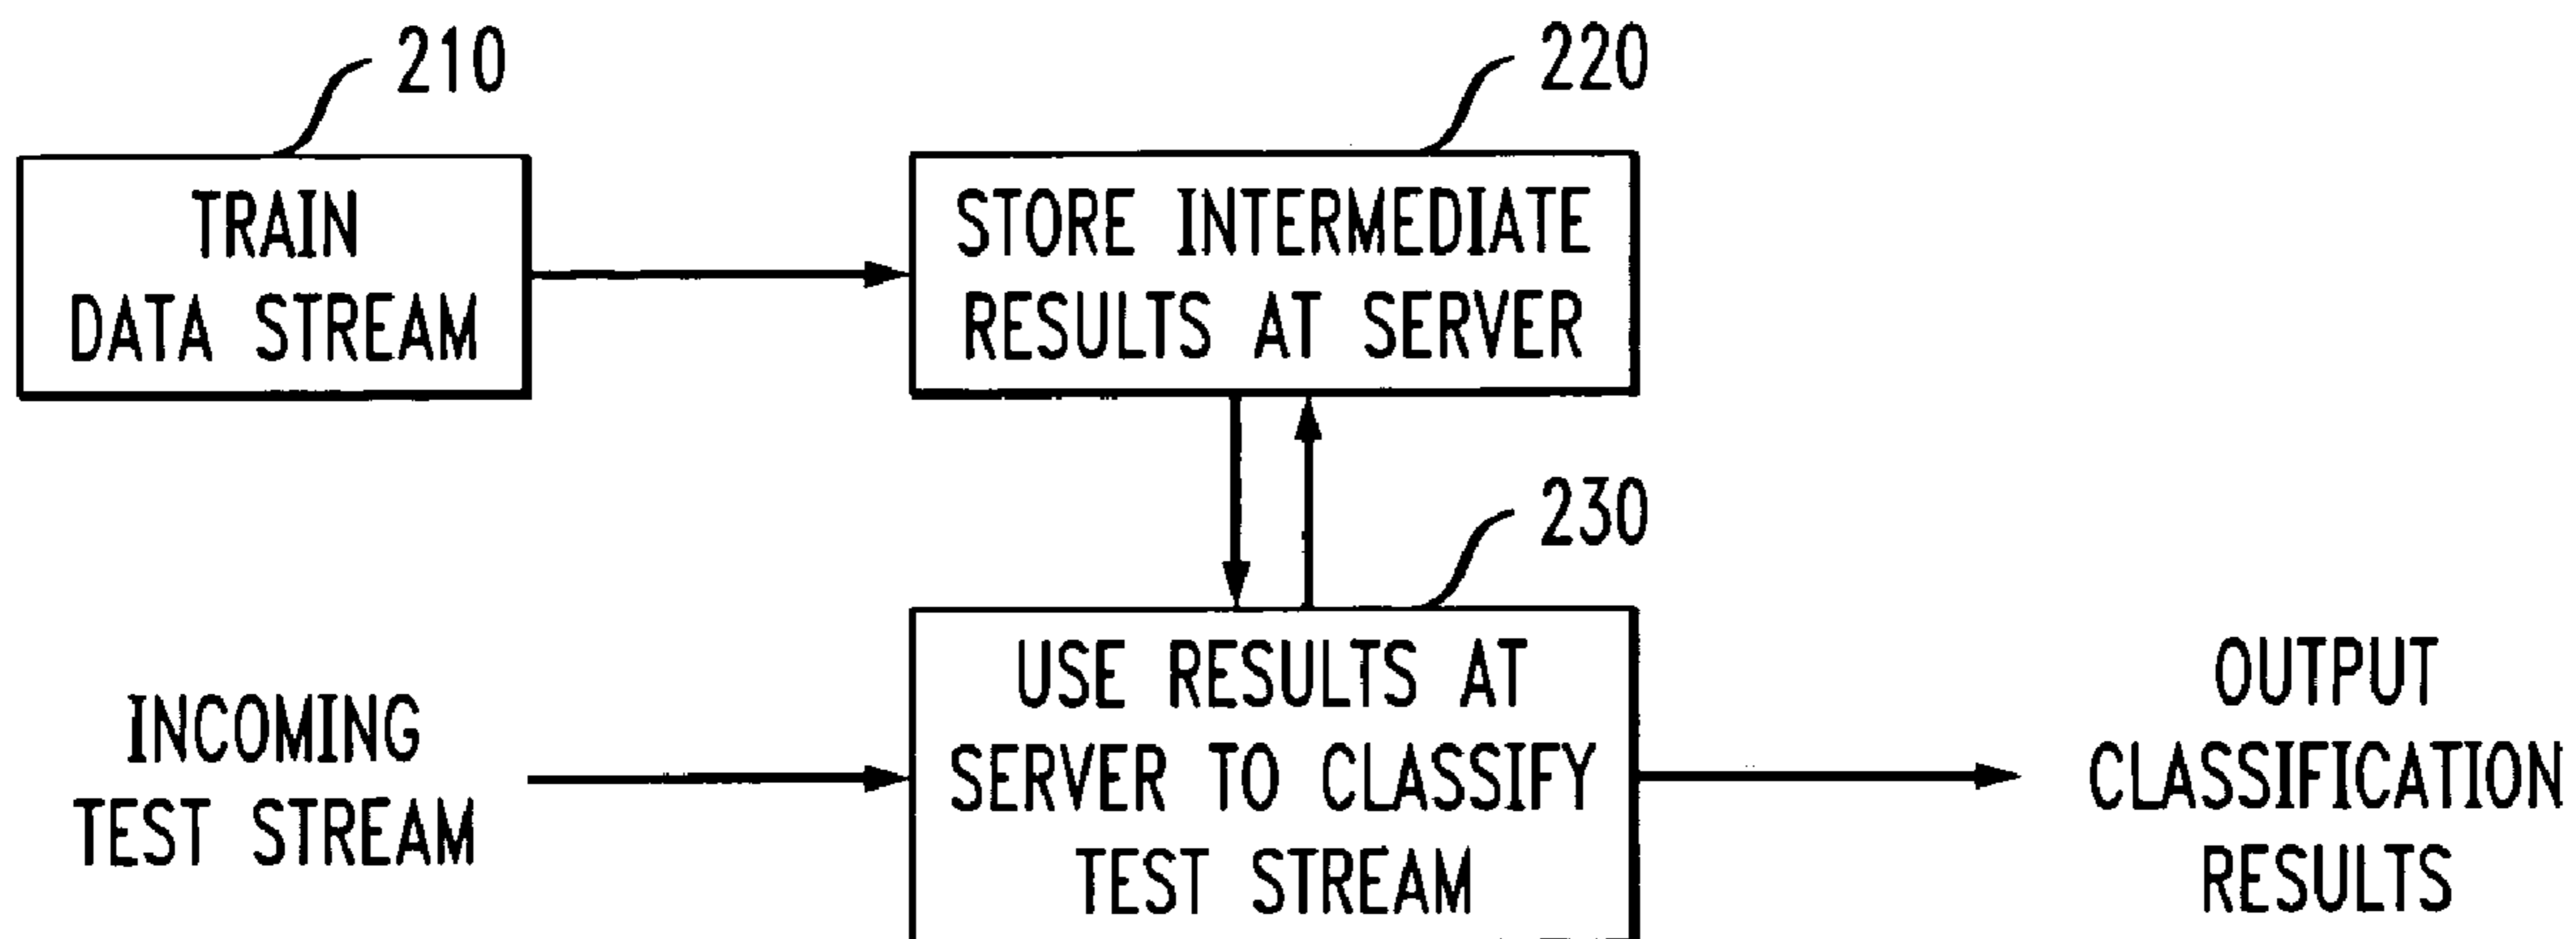 210
TRAIN
DATA STREAM
220
STORE INTERMEDIATE
RESULTS AT SERVER
230
INCOMING
TEST STREAM
USE RESULTS AT
SERVER TO CLASSIFY
TEST STREAM
OUTPUT
CLASSIFICATION
RESULTS